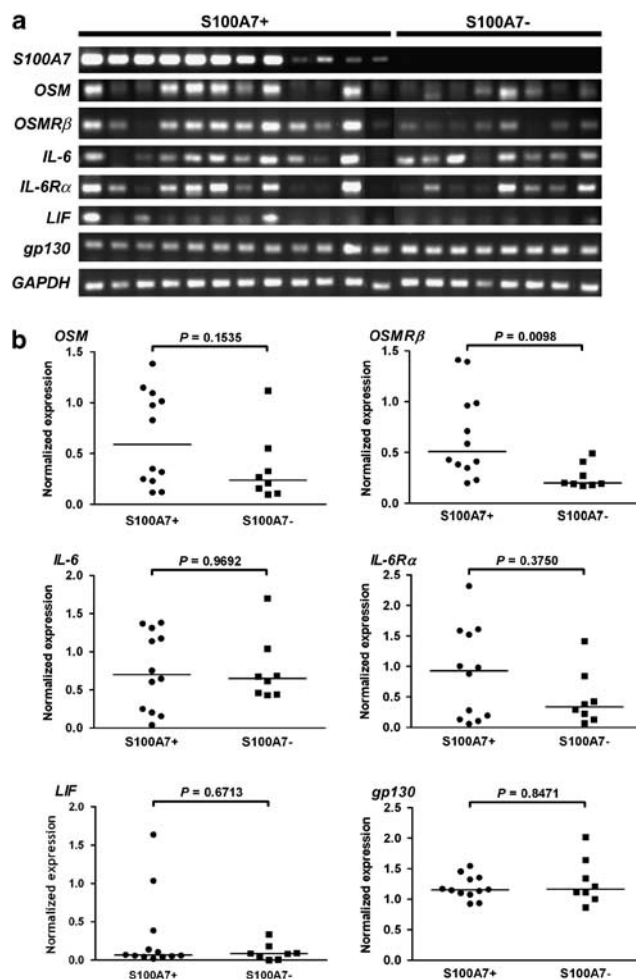 a
S100A7+ S100A7-
S100A7
OSM
OSMRβ
IL-6
IL-6Rα
LIF
gp130
GAPDH
b
OSM
P = 0.1535
Normalized expression
1.5
1.0
0.5
0.0
S100A7+ S100A7-
OSMRβ
P = 0.0098
Normalized expression
1.5
1.0
0.5
0.0
S100A7+ S100A7-
IL-6
P = 0.9692
Normalized expression
2.0
1.5
1.0
0.5
0.0
S100A7+ S100A7-
IL-6Rα
P = 0.3750
Normalized expression
2.5
2.0
1.5
1.0
0.5
0.0
S100A7+ S100A7-
LIF
P = 0.6713
Normalized expression
2.0
1.5
1.0
0.5
0.0
S100A7+ S100A7-
gp130
P = 0.8471
Normalized expression
2.5
2.0
1.5
1.0
0.5
0.0
S100A7+ S100A7-